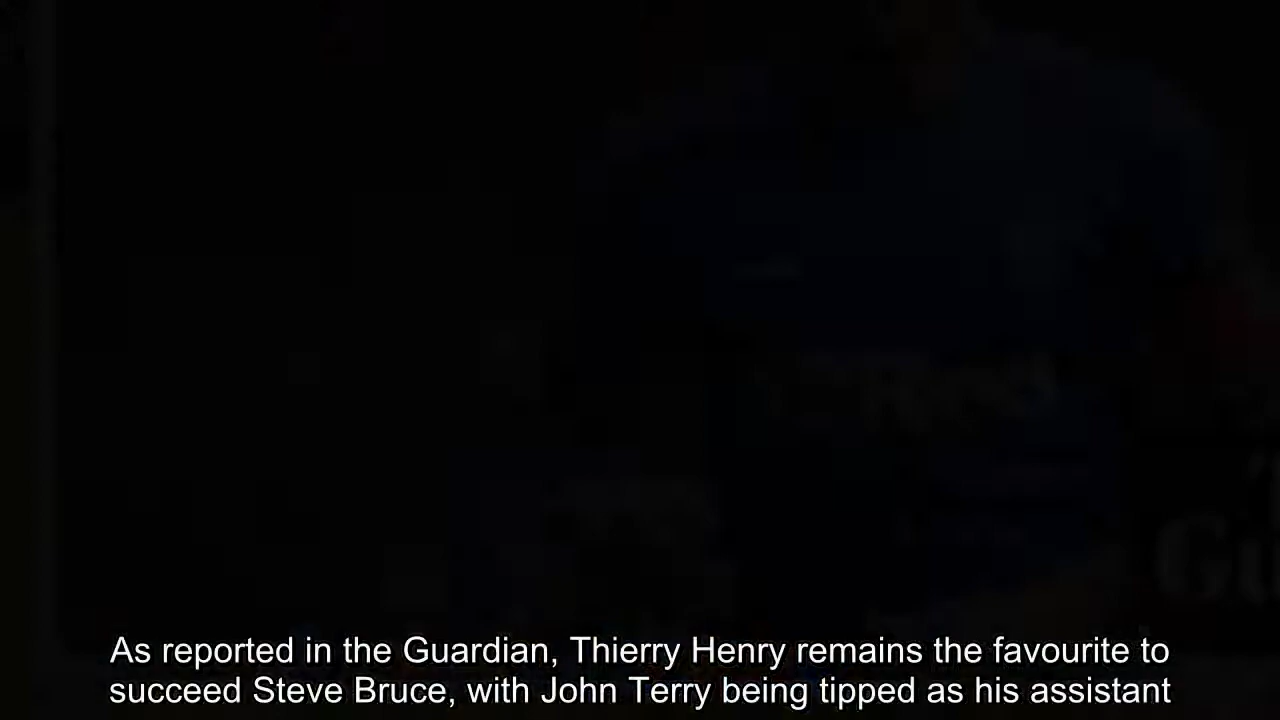 As reported in the Guardian, Thierry Henry remains the favourite to
succeed Steve Bruce, with John Terry being tipped as his assistant